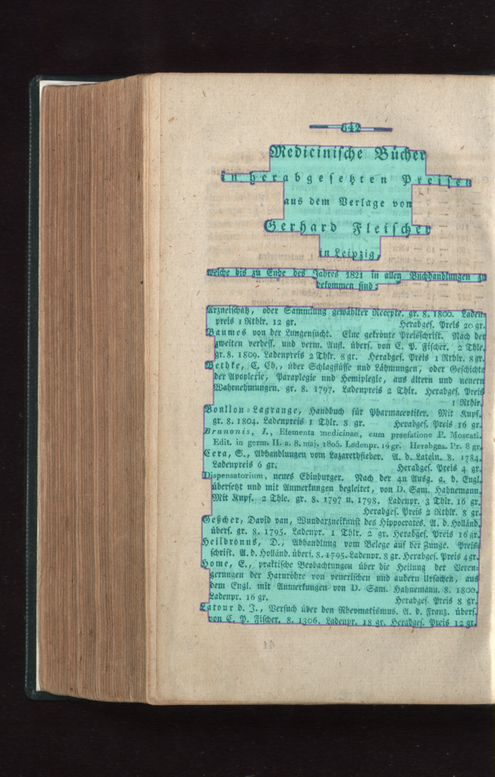 Medicinische Bücher
in herabgesetzten Preisen
aus dem Verlage von
Gerhard Fleischer
in Leipzig,
welche bis zu Ende des Jahres 1821 in allen Buchhandlungen zu
bekommen sind:
Arzneischatz, oder Sammlung gewählter Recepte. gr. 8. 1800. Laden-
preis 1 Rthlr. 12 gr. Herabges. Preis 20 gr.
Baumes von der Lungensucht. Eine gekrönte Preisschrift. Nach der
zweiten verbess. und verm. Ausl. übers. von C. P. Fischer. 2 Thle.
gr. 8. 1809. Ladenpreis 2 Thlr. 8 gr. Herabges. Preis 1 Rthlr. 8 gr.
Bethke, C. Th., über Schlagflüsse und Lähmungen, oder Geschichte
der Apoplexie, Paraplegie und Hemiplegie, aus ältern und neuern
Wahrnehmungen. gr. 8. 1797. Ladenpreis 2 Thlr. Herabges. Preis
1 Rthlr.
Bouillon-Lagrange, Handbuch für Pharmacevtiker. Mit Kupf.
gr. 8. 1804. Ladenpreis 1 Thlr. 8 gr. Herabges. Preis 16 gr.
Brunonis, I., Elementa medicinae, cum praefatione P. Moscati.
Edit. in germ. II. a. 8. maj. 1806. Ladenpr. 14 gr. Herabges. Pr. 8 gr.
Cera, S., Abhandlungen vom Lazarethfieber. A. d. Latein. 8. 1784.
Ladenpreis 6 gr. Herabges. Preis 4 gr.
Dispensatorium, neues Edinburger. Nach der 4n Ausg. a. d. Engl.
übersetzt und mit Anmerkungen begleitet, von D. Sam. Hahnemann.
Mit Kupf. 2 Thle. gr. 8. 1797 u. 1798. Ladenpr. 3 Thlr. 16 gr.
Herabges. Preis 2 Rthlr. 8 gr.
Gescher, David van, Wundarzneikunst des Hippocrates. A. d. Holländ.
übers. gr. 8. 1795. Ladenpr. 1 Thlr. 2 gr. Herabges. Preis 16 gr.
Heilbronns, D., Abhandlung vom Belege auf der Zunge. Preis-
schrift. A. d. Holländ. übers. 8. 1795. Ladenpr. 8 gr. Herabges. Preis 4 gr.
Home, E., praktische Beobachtungen über die Heilung der Veren-
gerungen der Harnröhre von venerischen und andern Ursachen, aus
dem Engl. mit Anmerkungen von D. Sam. Hahnemann. 8. 1800.
Ladenpr. 16 gr. Herabges. Preis 8 gr.
Latour d. J., Versuch über den Rhevmatismus. A. d. Franz. übers.
von C. P. Fischer. 8. 1806. Ladenpr. 18 gr. Herabges. Preis 12 gr.